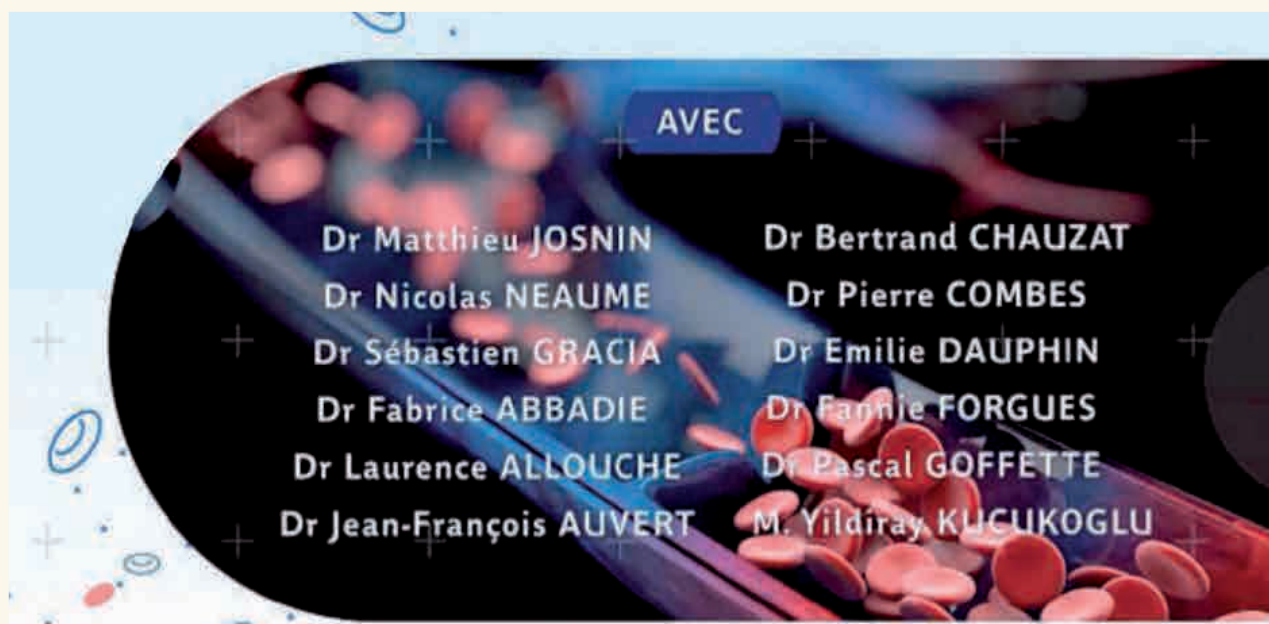 AVEC
Dr Matthieu JOSNIN
Dr Nicolas NEAUME
Dr Sébastien GRACIA
Dr Fabrice ABBADIE
Dr Laurence ALLOUCHE
Dr Jean-François AUVERT
Dr Bertrand CHAUZAT
Dr Pierre COMBES
Dr Emilie DAUPHIN
Dr Fannie FORGUES
Dr Pascal GOFFETTE
M. Yildiray KUCUKOGLU